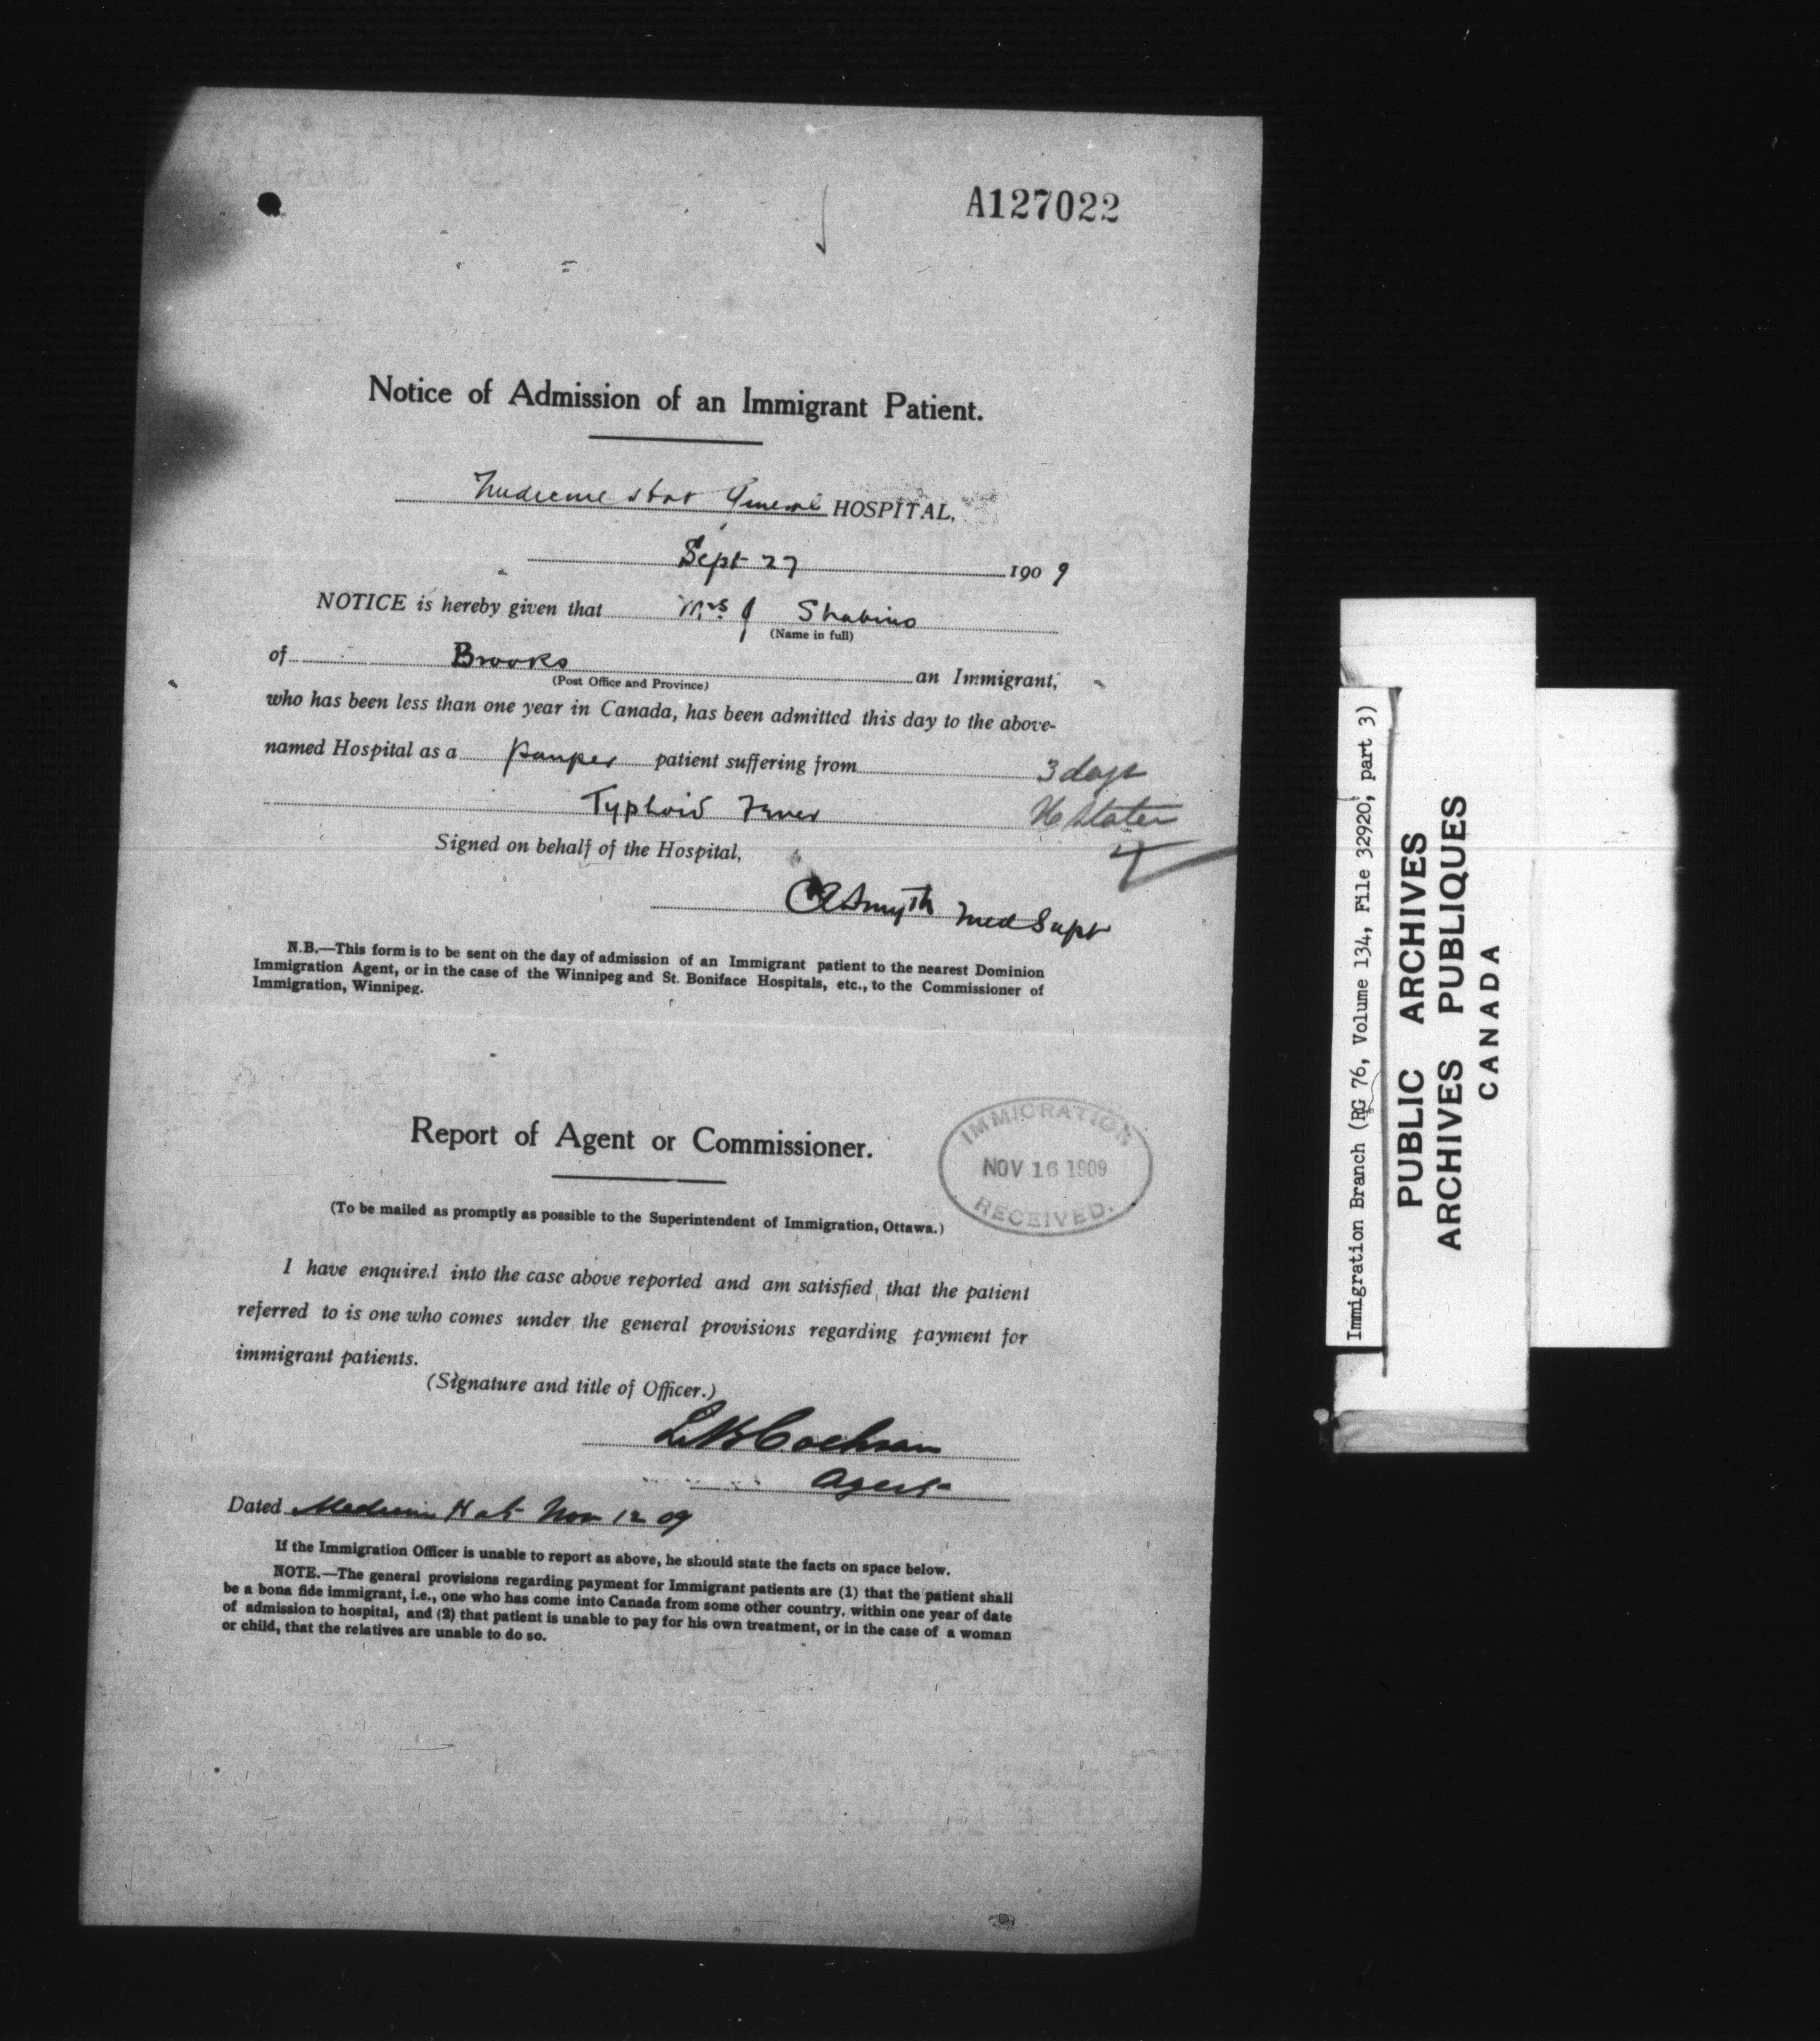 A127022
Notice of Admission of an Immigrant Patient.
Medicine Hat General HOSPITAL,
Sept 27 1909
NOTICE is hereby given that Mrs J Shabino
(Name in full)
of Brooks an Immigrant,
(Post Office and Province)
who has been less than one year in Canada, has been admitted this day to the above-
named Hospital as a pauper patient suffering from 3 days
Typhoid Fever
Signed on behalf of the Hospital,
Smyth Med Supt
N.B.—This form is to be sent on the day of admission of an Immigrant patient to the nearest Dominion
Immigration Agent, or in the case of the Winnipeg and St. Boniface Hospitals, etc., to the Commissioner of
Immigration, Winnipeg.
Report of Agent or Commissioner.
IMMIGRATION
NOV 16 1909
RECEIVED.
(To be mailed as promptly as possible to the Superintendent of Immigration, Ottawa.)
I have enquired into the case above reported and am satisfied that the patient
referred to is one who comes under the general provisions regarding payment for
immigrant patients.
(Signature and title of Officer.)
Cochran
Agent
Dated Medicine Hat Nov 12 09
If the Immigration Officer is unable to report as above, he should state the facts on space below.
NOTE.—The general provisions regarding payment for Immigrant patients are (1) that the patient shall
be a bona fide immigrant, i.e., one who has come into Canada from some other country, within one year of date
of admission to hospital, and (2) that patient is unable to pay for his own treatment, or in the case of a woman
or child, that the relatives are unable to do so.
Immigration Branch (RG 76, Volume 134, File 32920, part 3)
PUBLIC ARCHIVES
ARCHIVES PUBLIQUES
CANADA